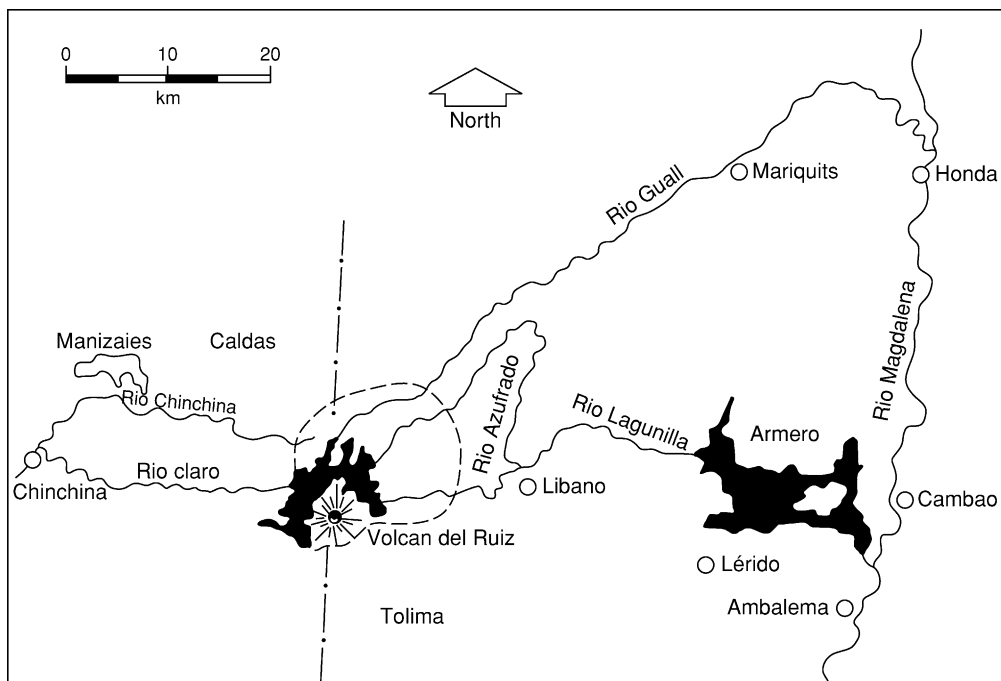 0 10 20
km
North
Mariquits
Honda
Rio Guall
Rio Magdalena
Manizaies
Caldas
Rio Chinchina
Rio Azufrado
Rio Lagunilla
Armero
Rio claro
Chinchina
Libano
Cambao
Volcan del Ruiz
Lérido
Ambalema
Tolima